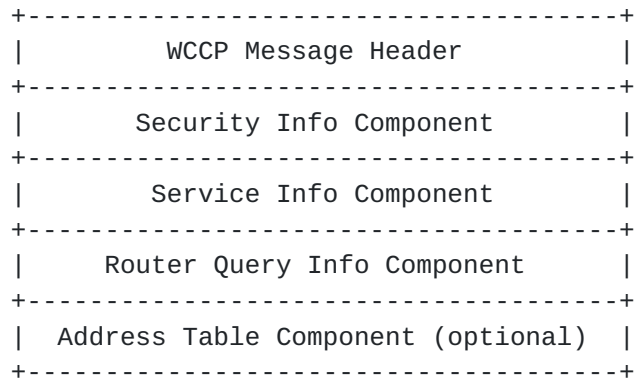 +--------------------------------------+
|         WCCP Message Header          |
+--------------------------------------+
|       Security Info Component        |
+--------------------------------------+
|        Service Info Component        |
+--------------------------------------+
|     Router Query Info Component      |
+--------------------------------------+
|  Address Table Component (optional)  |
+--------------------------------------+